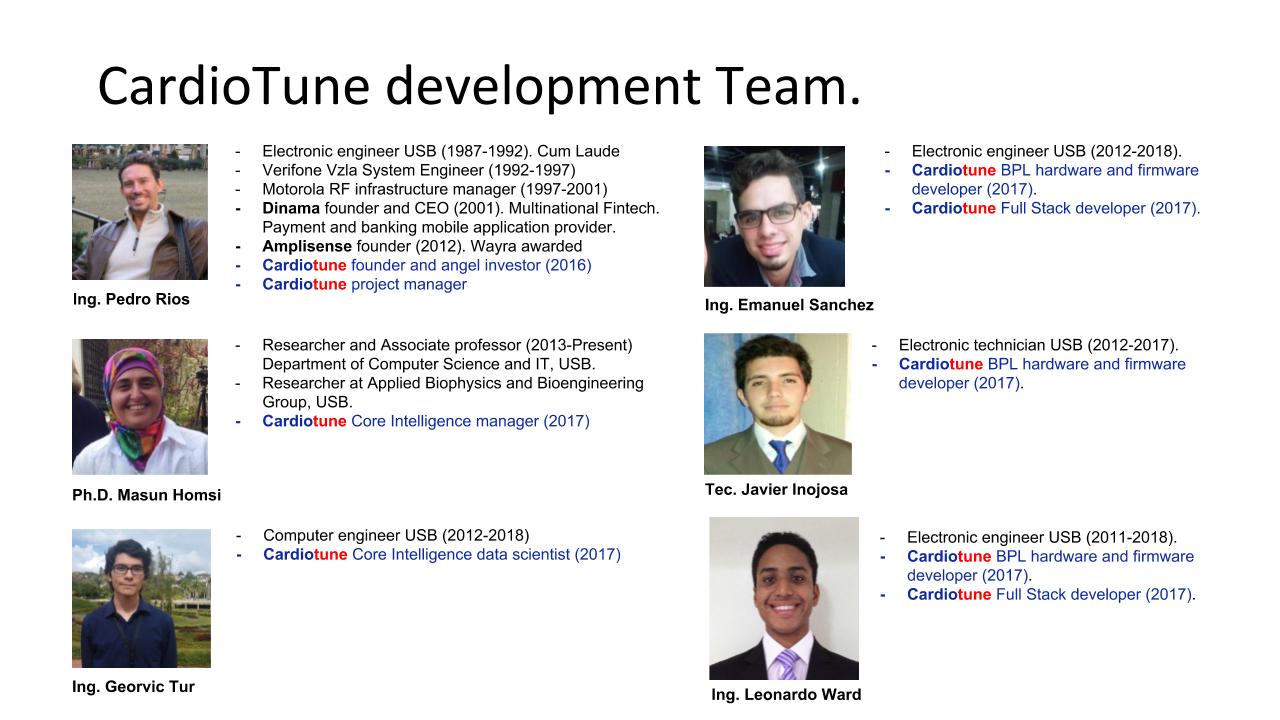 CardioTune development Team.
- Electronic engineer USB (1987-1992). Cum Laude
- Verifone Vzla System Engineer (1992-1997)
- Motorola RF infrastructure manager (1997-2001)
- Dinama founder and CEO (2001). Multinational Fintech.
Payment and banking mobile application provider.
- Amplisense founder (2012). Wayra awarded
- Cardiotune founder and angel investor (2016)
- Cardiotune project manager
Ing. Pedro Rios
- Researcher and Associate professor (2013-Present)
Department of Computer Science and IT, USB.
- Researcher at Applied Biophysics and Bioengineering
Group, USB.
- Cardiotune Core Intelligence manager (2017)
Ph.D. Masun Homsi
- Computer engineer USB (2012-2018)
- Cardiotune Core Intelligence data scientist (2017)
Ing. Georvic Tur
- Electronic engineer USB (2012-2018).
- Cardiotune BPL hardware and firmware
developer (2017).
- Cardiotune Full Stack developer (2017).
Ing. Emanuel Sanchez
- Electronic technician USB (2012-2017).
- Cardiotune BPL hardware and firmware
developer (2017).
Tec. Javier Inojosa
- Electronic engineer USB (2011-2018).
- Cardiotune BPL hardware and firmware
developer (2017).
- Cardiotune Full Stack developer (2017).
Ing. Leonardo Ward